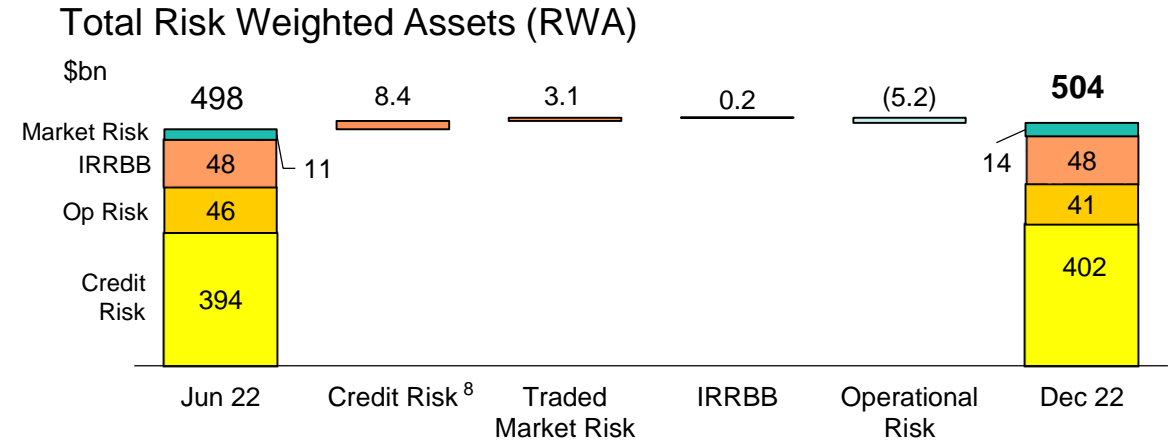 Total Risk Weighted Assets (RWA)
$bn
498
8.4
3.1
0.2
(5.2)
504
Market Risk
11
14
IRRBB
48
48
Op Risk
46
41
Credit
Risk
394
402
Jun 22
Credit Risk 8
Traded
Market Risk
IRRBB
Operational
Risk
Dec 22